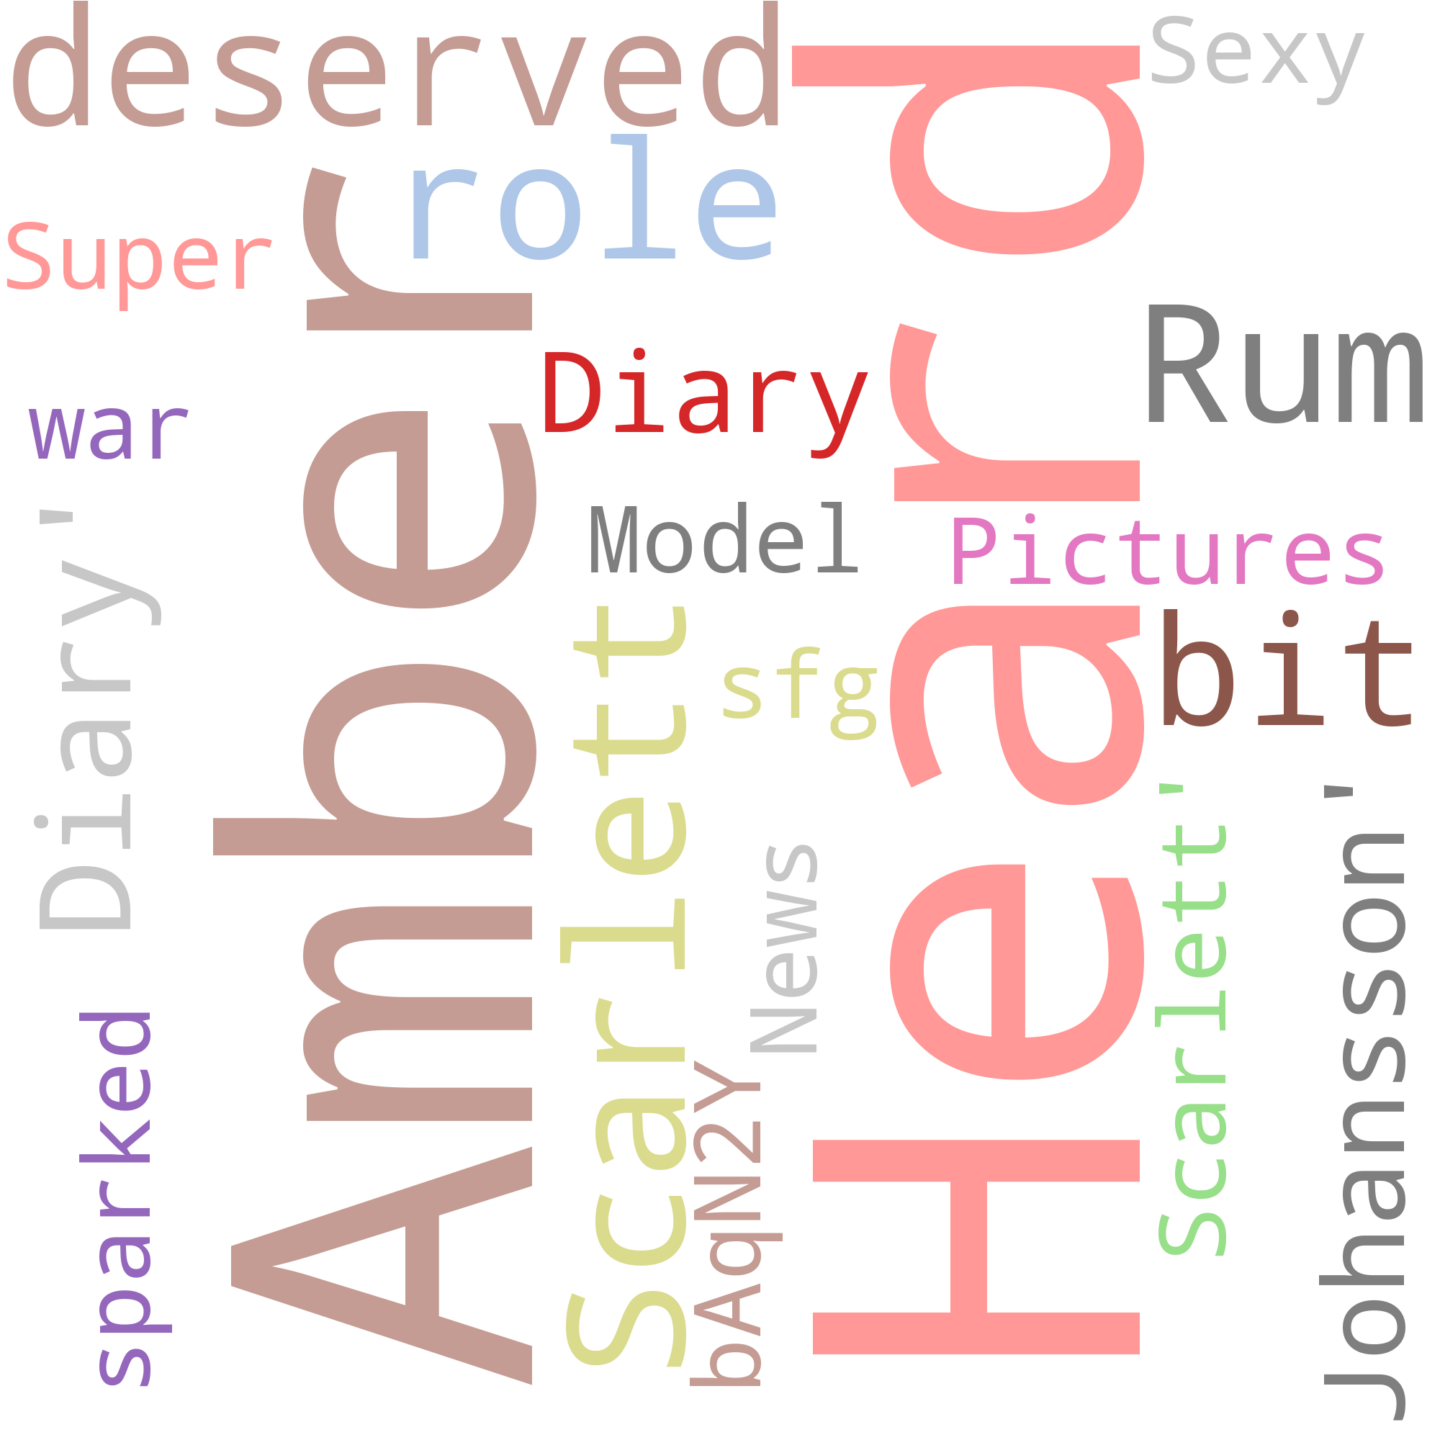 deserved
Sexy
role
Super
Amber
Heard
Rum
Diary
war
Model
Pictures
Diary'
Scarlett
sfg
bit
News
Scarlett'
Johansson'
sparked
bAqN2Y